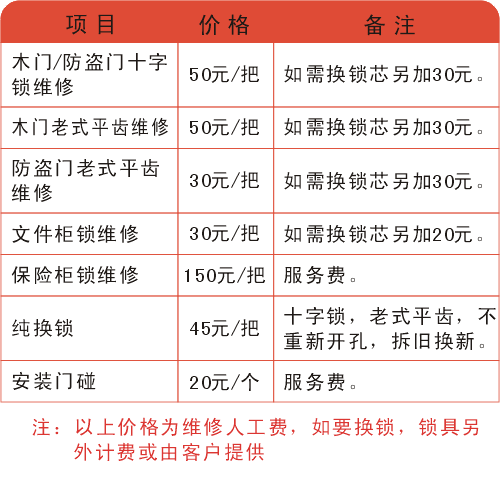 项目 价格 备注
木门/防盗门十字
锁维修 50元/把 如需换锁芯另加30元。
木门老式平齿维修 50元/把 如需换锁芯另加30元。
防盗门老式平齿
维修 30元/把 如需换锁芯另加30元。
文件柜锁维修 30元/把 如需换锁芯另加20元。
保险柜锁维修 150元/把 服务费。
纯换锁 45元/把 十字锁，老式平齿，不
重新开孔，拆旧换新。
安装门碰 20元/个 服务费。
注：以上价格为维修人工费，如要换锁，锁具另
外计费或由客户提供